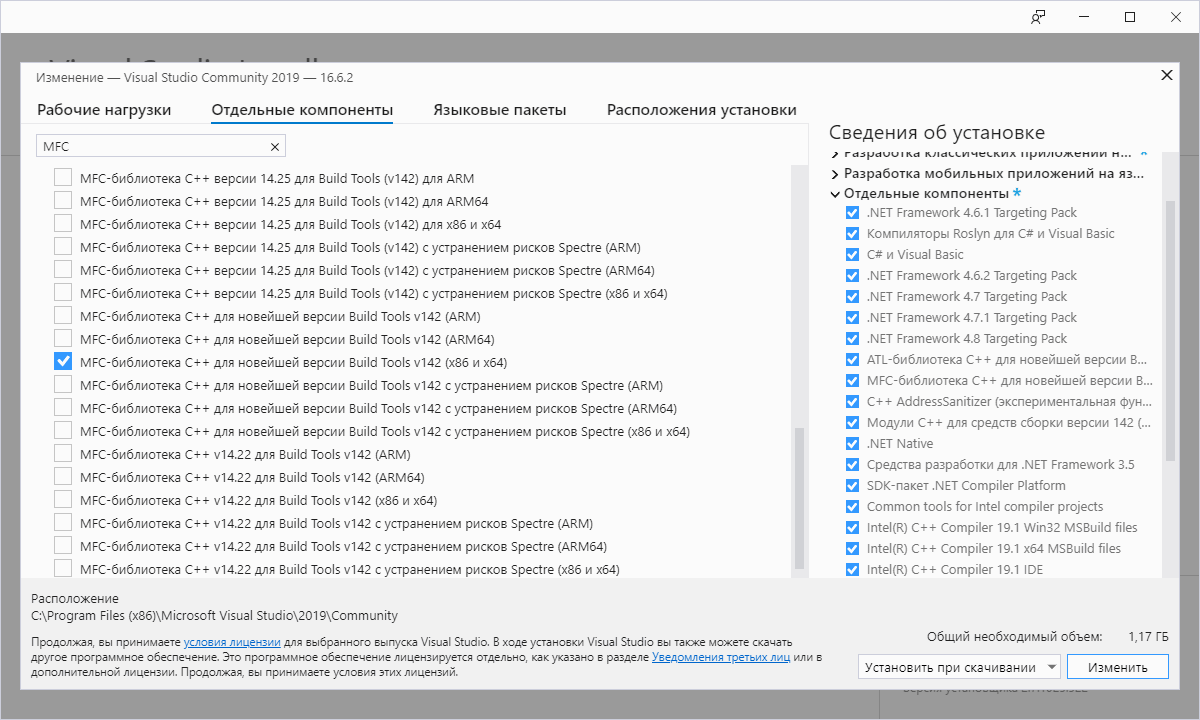 Изменение — Visual Studio Community 2019 — 16.6.2
Рабочие нагрузки
Отдельные компоненты
Языковые пакеты
Расположения установки
MFC
MFC-библиотека C++ версии 14.25 для Build Tools (v142) для ARM
MFC-библиотека C++ версии 14.25 для Build Tools (v142) для ARM64
MFC-библиотека C++ версии 14.25 для Build Tools (v142) для x86 и x64
MFC-библиотека C++ версии 14.25 для Build Tools (v142) с устранением рисков Spectre (ARM)
MFC-библиотека C++ версии 14.25 для Build Tools (v142) с устранением рисков Spectre (ARM64)
MFC-библиотека C++ версии 14.25 для Build Tools (v142) с устранением рисков Spectre (x86 и x64)
MFC-библиотека C++ для новейшей версии Build Tools v142 (ARM)
MFC-библиотека C++ для новейшей версии Build Tools v142 (ARM64)
MFC-библиотека C++ для новейшей версии Build Tools v142 (x86 и x64)
MFC-библиотека C++ для новейшей версии Build Tools v142 с устранением рисков Spectre (ARM)
MFC-библиотека C++ для новейшей версии Build Tools v142 с устранением рисков Spectre (ARM64)
MFC-библиотека C++ для новейшей версии Build Tools v142 с устранением рисков Spectre (x86 и x64)
MFC-библиотека C++ v14.22 для Build Tools v142 (ARM)
MFC-библиотека C++ v14.22 для Build Tools v142 (ARM64)
MFC-библиотека C++ v14.22 для Build Tools v142 (x86 и x64)
MFC-библиотека C++ v14.22 для Build Tools v142 с устранением рисков Spectre (ARM)
MFC-библиотека C++ v14.22 для Build Tools v142 с устранением рисков Spectre (ARM64)
MFC-библиотека C++ v14.22 для Build Tools v142 с устранением рисков Spectre (x86 и x64)
Сведения об установке
Разработка классических приложений н... *
Разработка мобильных приложений на яз...
Отдельные компоненты *
.NET Framework 4.6.1 Targeting Pack
Компиляторы Roslyn для C# и Visual Basic
C# и Visual Basic
.NET Framework 4.6.2 Targeting Pack
.NET Framework 4.7 Targeting Pack
.NET Framework 4.7.1 Targeting Pack
.NET Framework 4.8 Targeting Pack
ATL-библиотека C++ для новейшей версии B...
MFC-библиотека C++ для новейшей версии B...
C++ AddressSanitizer (экспериментальная фун...
Модули C++ для средств сборки версии 142 (...
.NET Native
Средства разработки для .NET Framework 3.5
SDK-пакет .NET Compiler Platform
Common tools for Intel compiler projects
Intel(R) C++ Compiler 19.1 Win32 MSBuild files
Intel(R) C++ Compiler 19.1 x64 MSBuild files
Intel(R) C++ Compiler 19.1 IDE
Расположение
C:\Program Files (x86)\Microsoft Visual Studio\2019\Community
Продолжая, вы принимаете условия лицензии для выбранного выпуска Visual Studio. В ходе установки Visual Studio вы также можете скачать
другое программное обеспечение. Это программное обеспечение лицензируется отдельно, как указано в разделе Уведомления третьих лиц или в
дополнительной лицензии. Продолжая, вы принимаете условия этих лицензий.
Общий необходимый объем: 1,17 ГБ
Установить при скачивании
Изменить